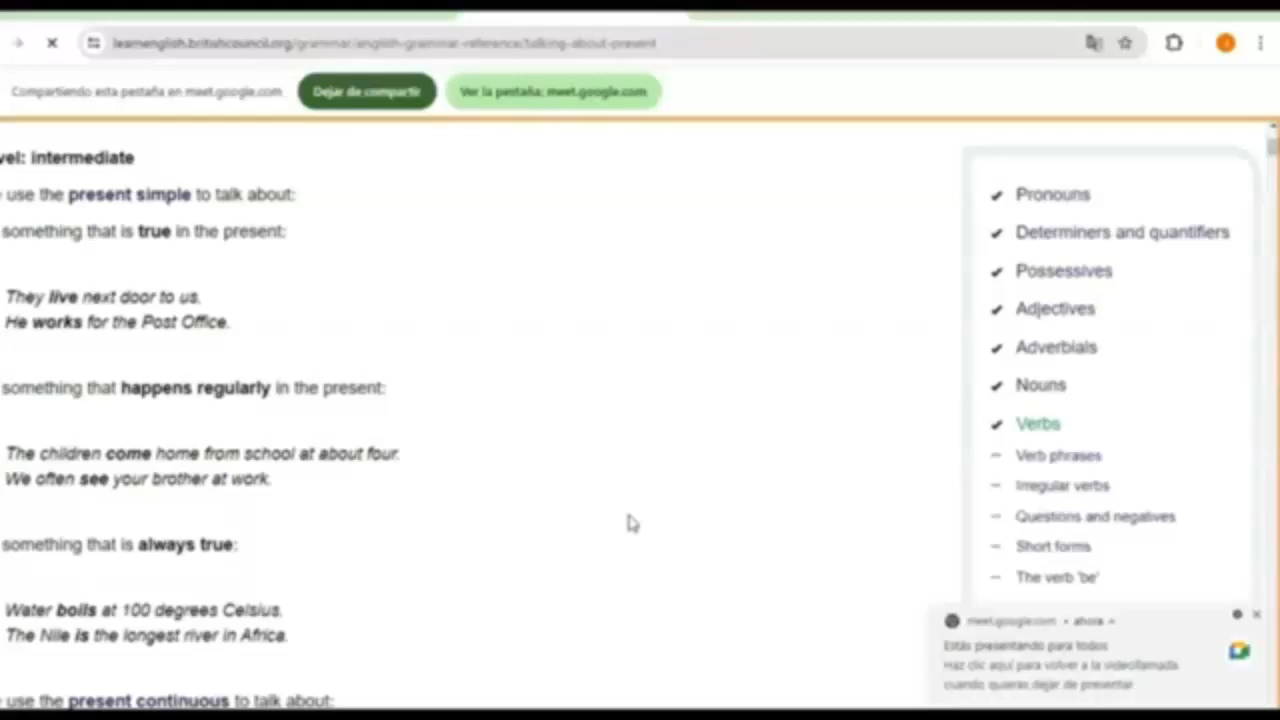 learnenglish.britishcouncil.org/grammar/english-grammar-reference/talking-about-present
Compartiendo esta pestaña en meet.google.com
Dejar de compartir
Ver la pestaña: meet.google.com
vel: intermediate
use the present simple to talk about:
something that is true in the present:
They live next door to us.
He works for the Post Office.
something that happens regularly in the present:
The children come home from school at about four.
We often see your brother at work.
something that is always true:
Water boils at 100 degrees Celsius.
The Nile is the longest river in Africa.
use the present continuous to talk about:
Pronouns
Determiners and quantifiers
Possessives
Adjectives
Adverbials
Nouns
Verbs
Verb phrases
Irregular verbs
Questions and negatives
Short forms
The verb 'be'
meet.google.com • ahora
Estás presentando para todos
Haz clic aquí para volver a la videollamada
cuando quieras dejar de presentar